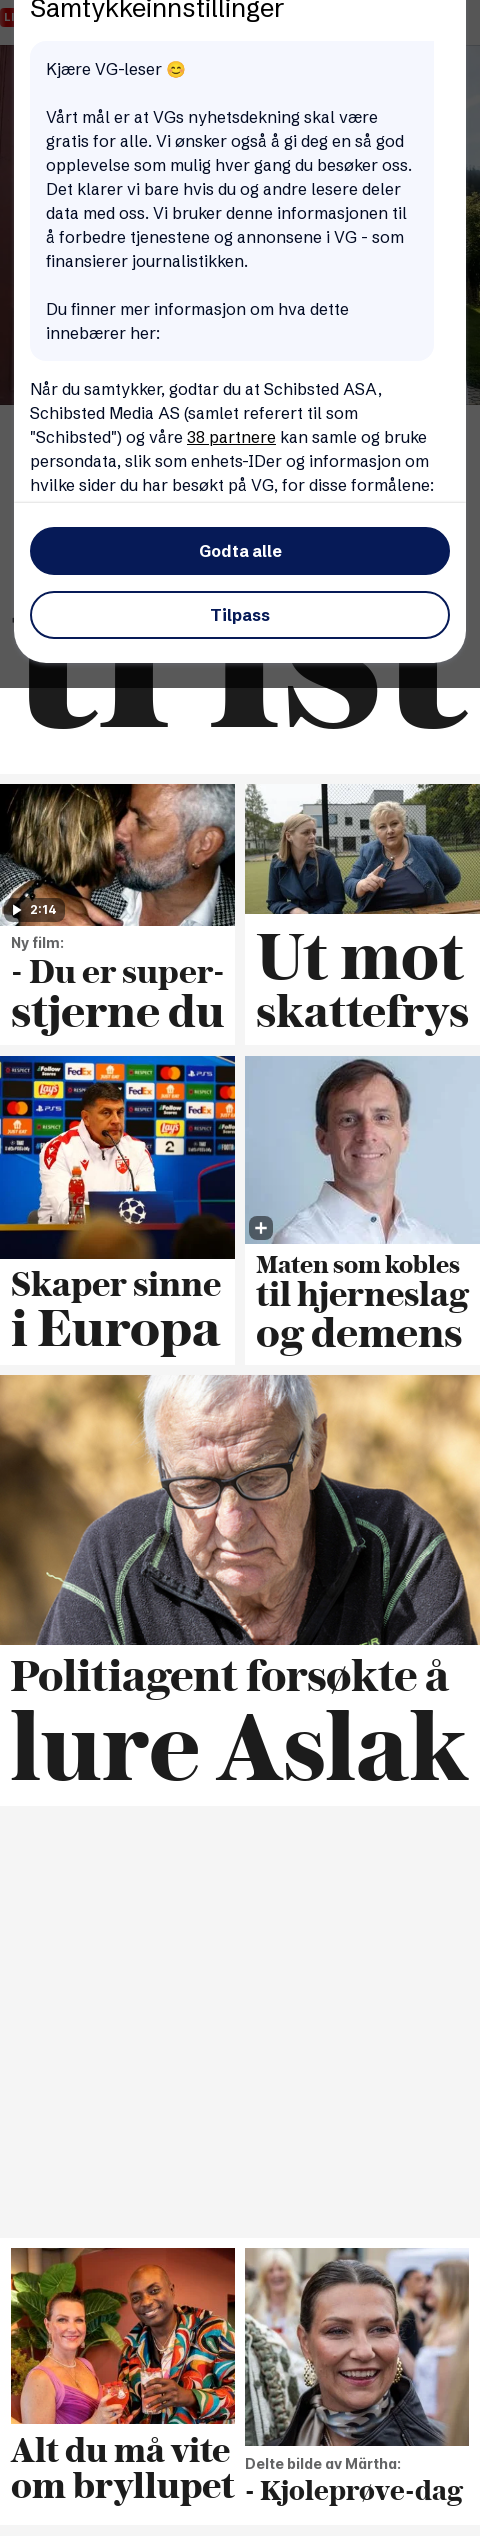 Samtykkeinnstillinger
Kjære VG-leser 😊
Vårt mål er at VGs nyhetsdekning skal være
gratis for alle. Vi ønsker også å gi deg en så god
opplevelse som mulig hver gang du besøker oss.
Det klarer vi bare hvis du og andre lesere deler
data med oss. Vi bruker denne informasjonen til
å forbedre tjenestene og annonsene i VG - som
finansierer journalistikken.
Du finner mer informasjon om hva dette
innebærer her:
Når du samtykker, godtar du at Schibsted ASA,
Schibsted Media AS (samlet referert til som
"Schibsted") og våre 38 partnere kan samle og bruke
persondata, slik som enhets-IDer og informasjon om
hvilke sider du har besøkt på VG, for disse formålene:
Godta alle
Tilpass
2:14
Ny film:
- Du er super-
stjerne du
Ut mot
skattefrys
FedEx
Lay's
PS5
2
Skaper sinne
i Europa
Maten som kobles
til hjerneslag
og demens
Politiagent forsøkte å
lure Aslak
Alt du må vite
om bryllupet
Delte bilde av Märtha:
- Kjoleprøve-dag